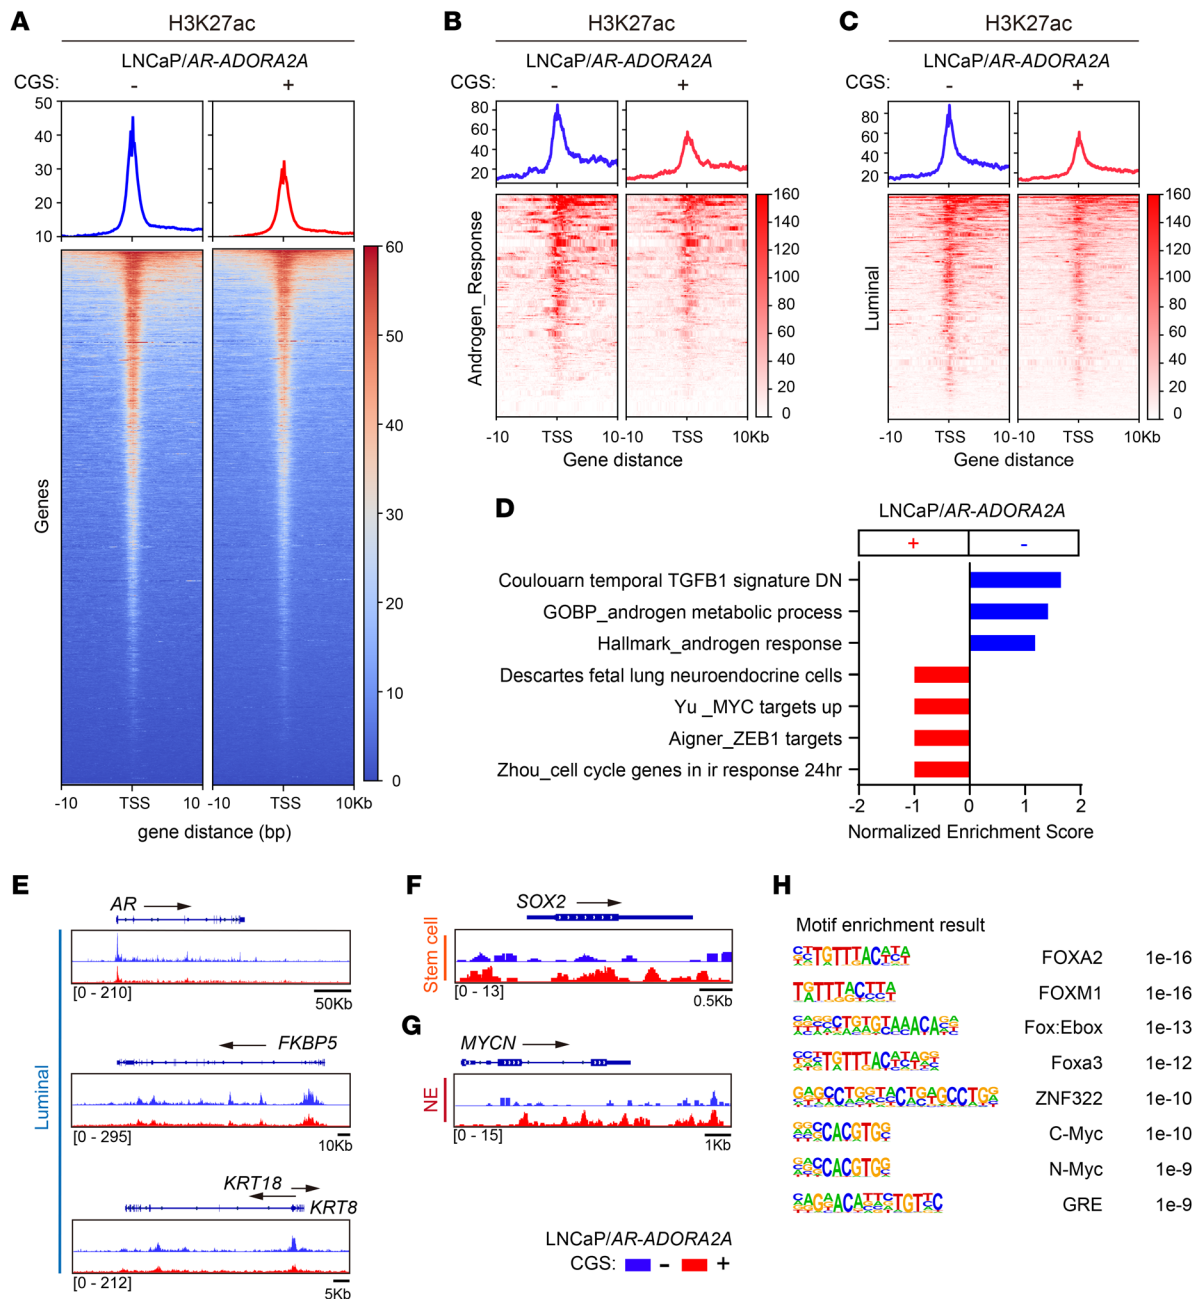 A
H3K27ac
LNCaP/AR-ADORA2A
CGS: - +
50
40
30
20
10
60
50
40
30
20
10
0
Genes
-10 TSS 10 -10 TSS 10Kb
gene distance (bp)
B
H3K27ac
LNCaP/AR-ADORA2A
CGS: - +
80
60
40
20
160
140
120
100
80
60
40
20
0
Androgen_Response
-10 TSS 10 -10 TSS 10Kb
Gene distance
C
H3K27ac
LNCaP/AR-ADORA2A
CGS: - +
80
60
40
20
160
140
120
100
80
60
40
20
0
Luminal
-10 TSS 10 -10 TSS 10Kb
Gene distance
D
LNCaP/AR-ADORA2A
+ -
Coulouarn temporal TGFB1 signature DN
GOBP_androgen metabolic process
Hallmark_androgen response
Descartes fetal lung neuroendocrine cells
Yu _MYC targets up
Aigner_ZEB1 targets
Zhou_cell cycle genes in ir response 24hr
-2 -1 0 1 2
Normalized Enrichment Score
E
Luminal
AR
[0 - 210]
50Kb
FKBP5
[0 - 295]
10Kb
KRT18
KRT8
[0 - 212]
5Kb
F
Stem cell
SOX2
[0 - 13]
0.5Kb
G
NE
MYCN
[0 - 15]
1Kb
LNCaP/AR-ADORA2A
CGS: - +
H
Motif enrichment result
FOXA2 1e-16
FOXM1 1e-16
Fox:Ebox 1e-13
Foxa3 1e-12
ZNF322 1e-10
C-Myc 1e-10
N-Myc 1e-9
GRE 1e-9